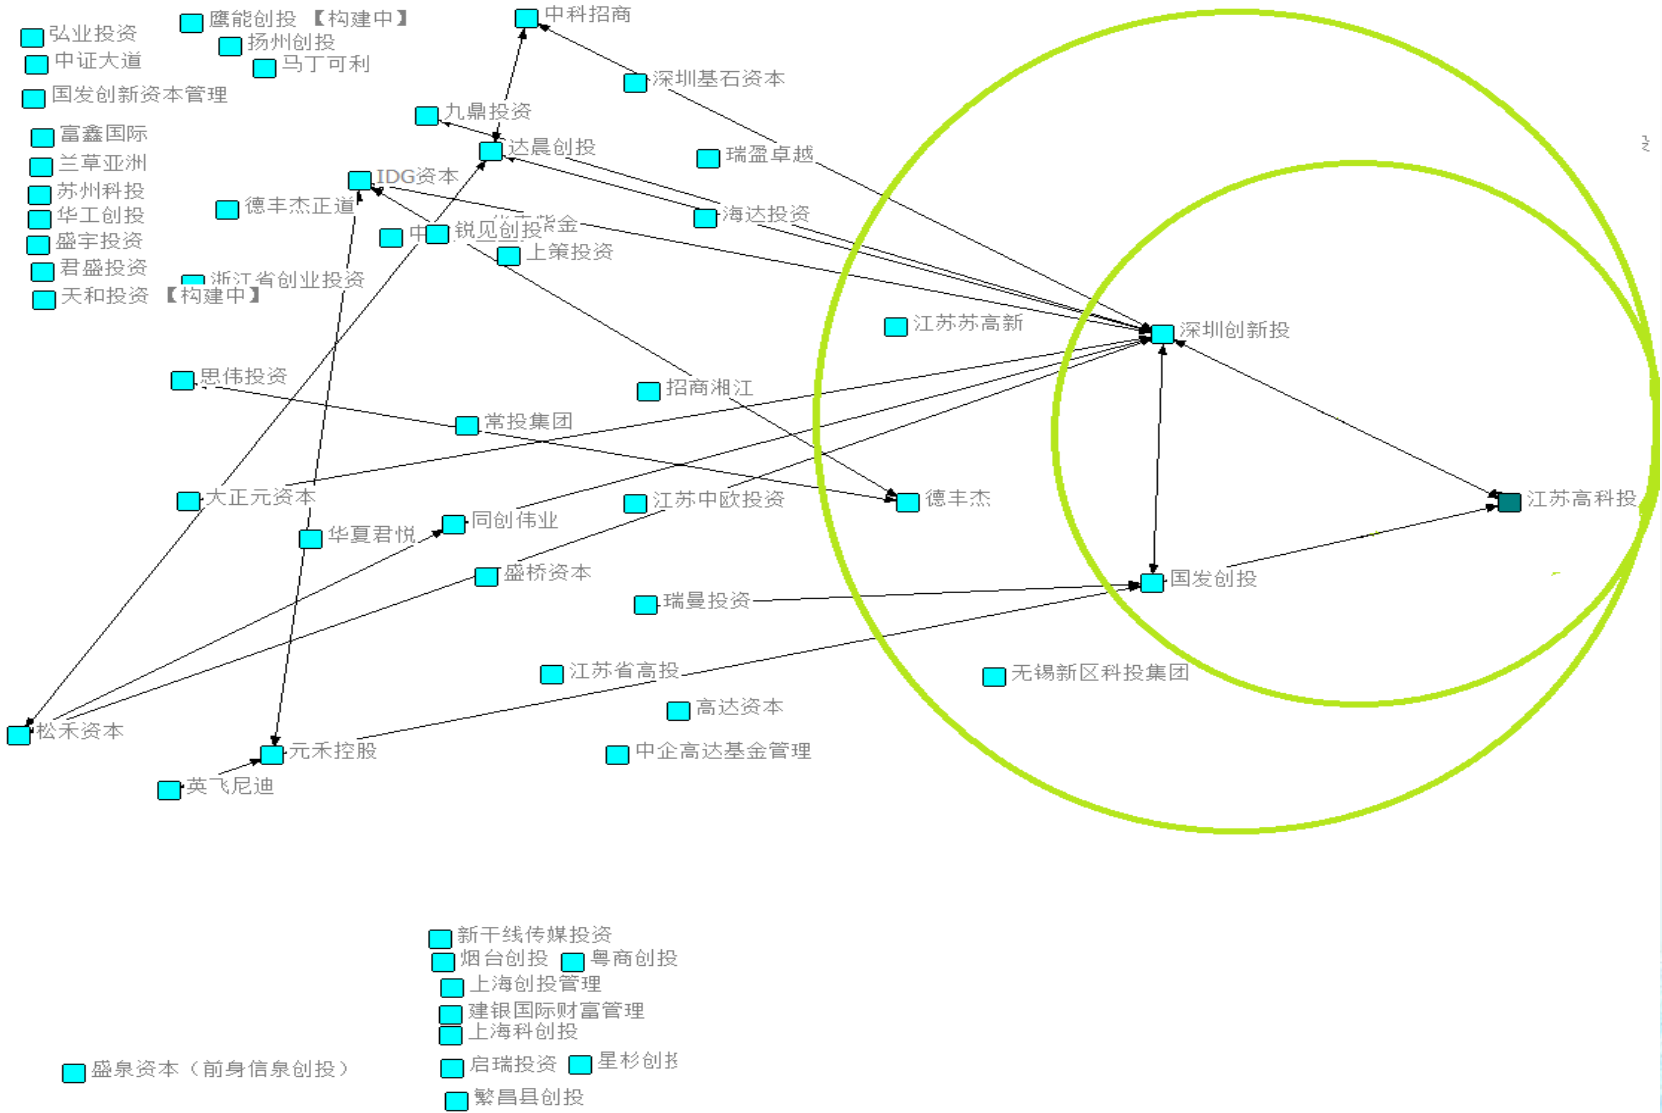 鹰能创投 【构建中】
中科招商
弘业投资
扬州创投
中证大道
马丁可利
深圳基石资本
国发创新资本管理
九鼎投资
富鑫国际
达晨创投
瑞盈卓越
兰草亚洲
IDG资本
苏州科投
德丰杰正道
华工创投
海达投资
紫金
中
锐见创投
盛宇投资
上策投资
君盛投资
浙江省创业投资
天和投资 【构建中】
江苏苏高新
深圳创新投
思伟投资
招商湘江
常投集团
大正元资本
江苏中欧投资
德丰杰
江苏高科投
同创伟业
华夏君悦
盛桥资本
国发创投
瑞曼投资
江苏省高投
无锡新区科投集团
高达资本
松禾资本
元禾控股
中企高达基金管理
英飞尼迪
新干线传媒投资
烟台创投
粤商创投
上海创投管理
建银国际财富管理
上海科创投
启瑞投资
星杉创投
盛泉资本（前身信泉创投）
繁昌县创投